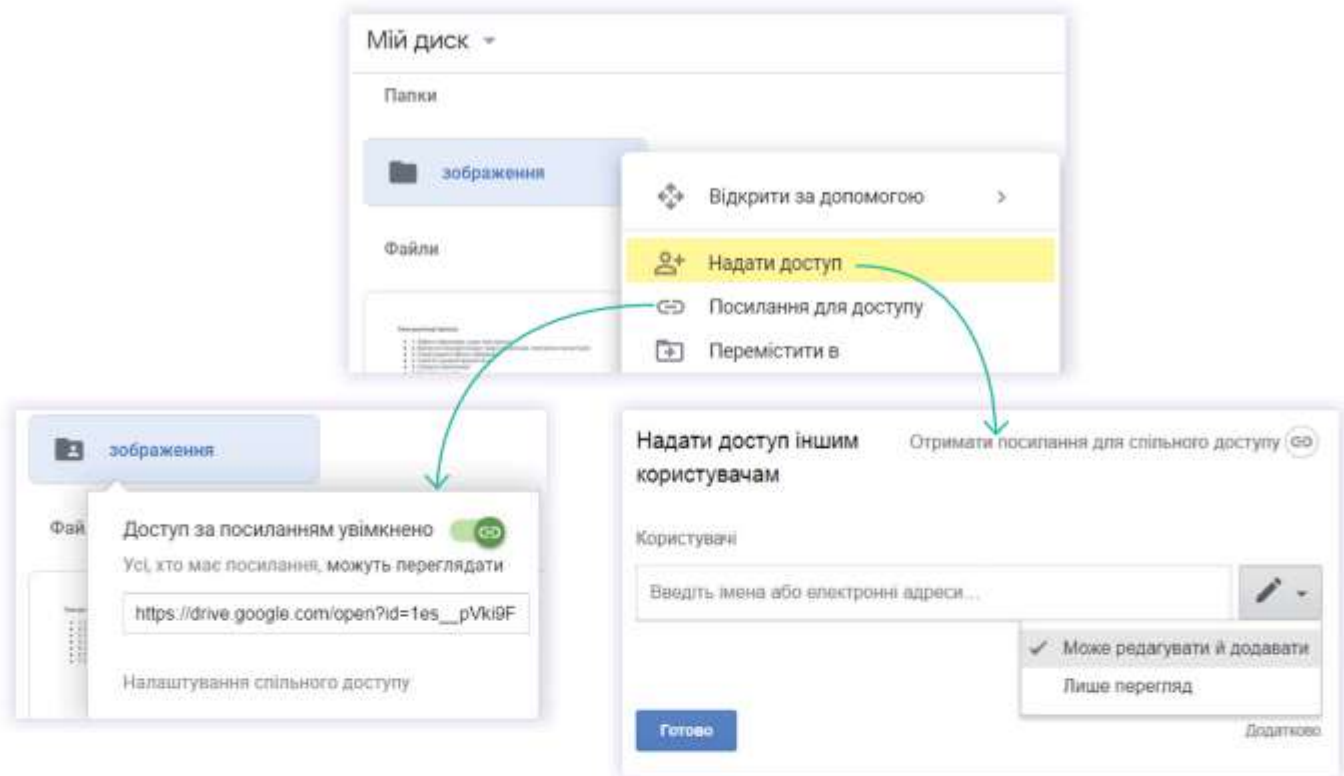 Мій диск
Папки
зображення
Відкрити за допомогою
Файли
Надати доступ
Посилання для доступу
Перемістити в
зображення
Фай
Доступ за посиланням увімкнено
Усі, хто має посилання, можуть переглядати
https://drive.google.com/open?id=1es__pVki9F
Налаштування спільного доступу
Надати доступ іншим
користувачам
Отримати посилання для спільного доступу
Користувачі
Введіть імена або електронні адреси...
Може редагувати й додавати
Лише перегляд
Готово
Додатково